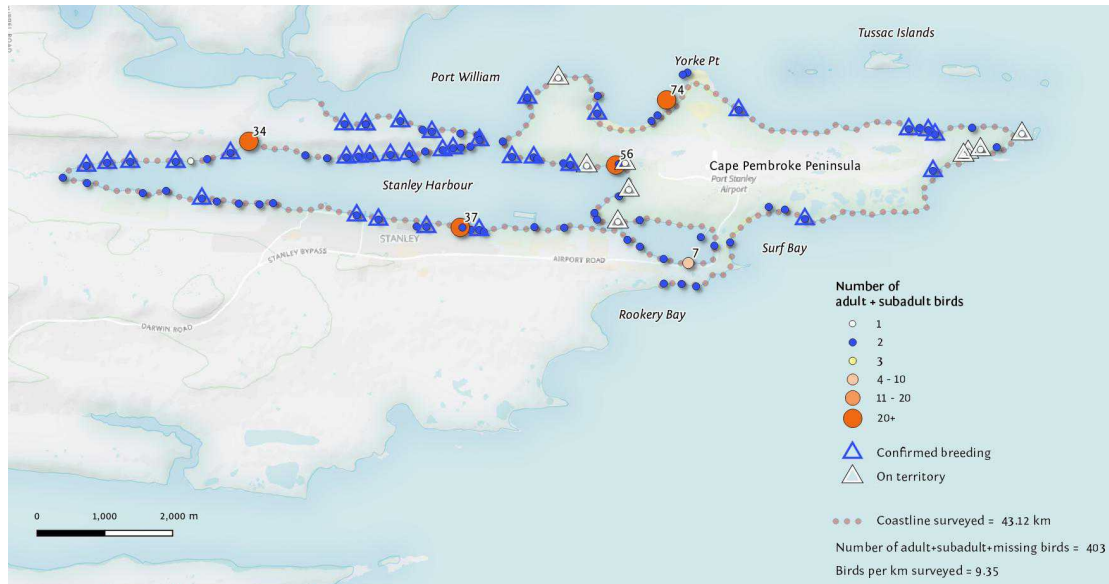 Tussac Islands
Yorke Pt
Port William
74
34
56
Cape Pembroke Peninsula
Port Stanley
Airport
Stanley Harbour
37
STANLEY
STANLEY BYPASS
7
AIRPORT ROAD
Surf Bay
Rookery Bay
DARWIN ROAD
Number of
adult + subadult birds
1
2
3
4 - 10
11 - 20
20+
Confirmed breeding
On territory
0 1,000 2,000 m
Coastline surveyed = 43.12 km
Number of adult+subadult+missing birds = 403
Birds per km surveyed = 9.35